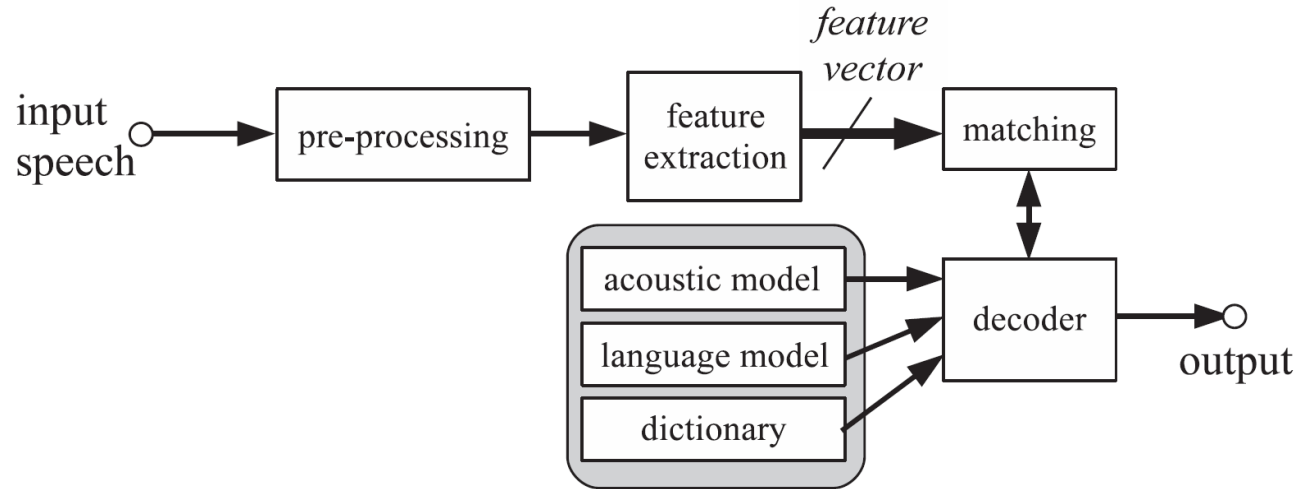 input
speech
pre-processing
feature
extraction
feature
vector
matching
acoustic model
language model
dictionary
decoder
output